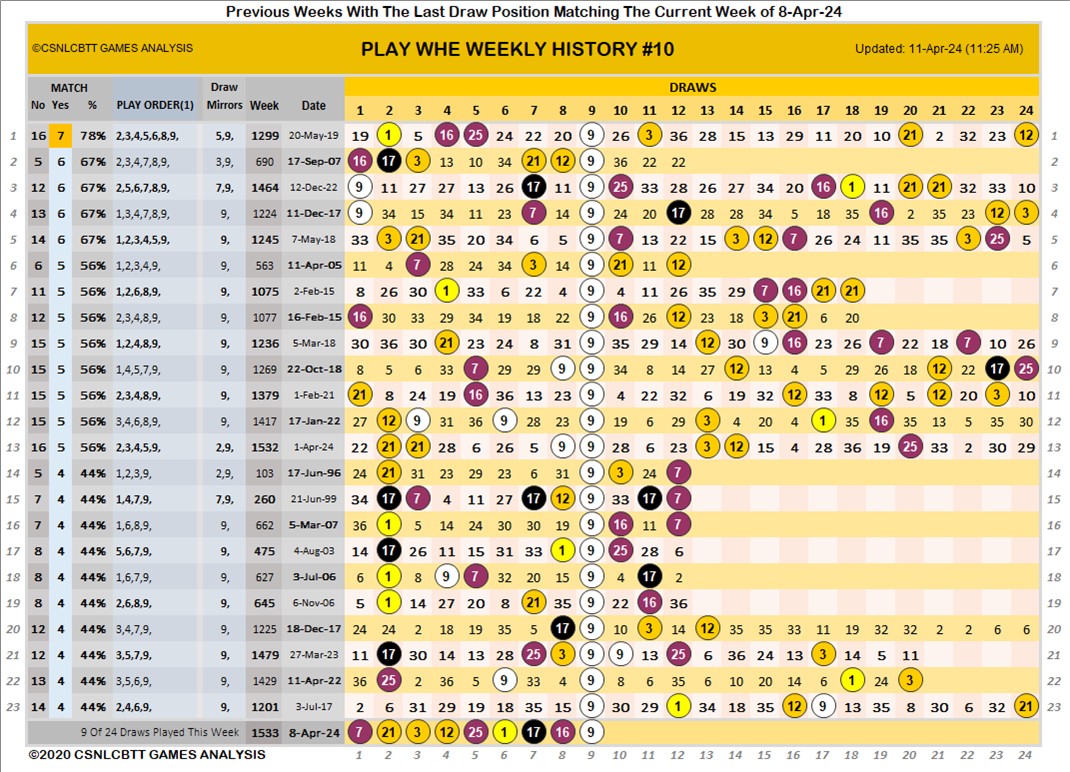 Previous Weeks With The Last Draw Position Matching The Current Week of 8-Apr-24
©CSNLCBTT GAMES ANALYSIS PLAY WHE WEEKLY HISTORY #10 Updated: 11-Apr-24 (11:25 AM)
MATCH Draw DRAWS
No Yes % PLAY ORDER(1) Mirrors Week Date 1 2 3 4 5 6 7 8 9 10 11 12 13 14 15 16 17 18 19 20 21 22 23 24
1 16 7 78% 2,3,4,5,6,8,9, 5,9, 1299 20-May-19 19 1 5 16 25 24 22 20 9 26 3 36 28 15 13 29 11 20 10 21 2 32 23 12 1
2 5 6 67% 2,3,4,7,8,9, 3,9, 690 17-Sep-07 16 17 3 13 10 34 21 12 9 36 22 22 2
3 12 6 67% 2,5,6,7,8,9, 7,9, 1464 12-Dec-22 9 11 27 27 13 26 17 11 9 25 33 28 26 27 34 20 16 1 11 20 21 32 33 10 3
4 13 6 67% 1,3,4,7,8,9, 9, 1224 11-Dec-17 9 34 15 34 11 23 7 14 9 24 20 17 28 28 34 5 18 35 19 2 35 23 12 3 4
5 14 6 67% 1,2,3,4,5,9, 9, 1245 7-May-18 33 3 21 35 20 34 6 5 9 7 13 22 15 3 12 7 26 24 11 35 35 3 25 5 5
6 6 5 56% 1,2,3,4,9, 9, 563 11-Apr-05 11 4 7 28 24 34 3 14 9 21 11 12 6
7 11 5 56% 1,2,6,8,9, 9, 1075 2-Feb-15 8 26 30 1 33 6 22 4 9 4 11 26 35 29 7 16 21 21 7
8 12 5 56% 2,3,4,8,9, 9, 1077 16-Feb-15 16 30 33 29 34 19 18 22 9 16 26 12 23 18 3 21 6 20 8
9 15 5 56% 1,2,4,8,9, 9, 1236 5-Mar-18 30 36 30 21 23 24 8 31 9 35 29 14 12 30 9 16 23 26 7 22 18 7 10 26 9
10 15 5 56% 1,4,5,7,9, 9, 1269 22-Oct-18 8 5 6 33 7 29 29 9 9 34 8 14 27 12 13 4 5 29 26 18 12 22 17 25 10
11 15 5 56% 2,3,4,8,9, 9, 1379 1-Feb-21 21 8 24 19 16 36 13 23 9 4 22 32 6 19 32 12 33 8 12 5 12 20 3 10 11
12 15 5 56% 3,4,6,8,9, 9, 1417 17-Jan-22 27 12 9 31 36 9 28 23 9 19 6 29 3 4 20 4 1 35 16 35 13 5 35 30 12
13 16 5 56% 2,3,4,5,9, 2,9, 1532 1-Apr-24 22 21 21 28 6 26 5 9 9 28 6 23 3 12 15 4 28 36 19 25 33 2 30 29 13
14 5 4 44% 1,2,3,9, 2,9, 103 17-Jun-96 24 21 31 23 29 23 6 31 9 3 24 7 14
15 7 4 44% 1,4,7,9, 7,9, 260 21-Jun-99 34 17 7 4 11 27 17 12 9 33 17 7 15
16 7 4 44% 1,6,8,9, 9, 662 5-Mar-07 36 1 5 14 24 30 30 19 9 16 11 7 16
17 8 4 44% 5,6,7,9, 9, 475 4-Aug-03 14 17 26 11 15 31 33 1 9 25 28 6 17
18 8 4 44% 1,6,7,9, 9, 627 3-Jul-06 6 1 8 9 7 32 20 15 9 4 17 2 18
19 8 4 44% 2,6,8,9, 9, 645 6-Nov-06 5 1 14 27 20 8 21 35 9 22 16 36 19
20 12 4 44% 3,4,7,9, 9, 1225 18-Dec-17 24 24 2 18 19 35 5 17 9 10 3 14 12 35 35 33 11 19 32 32 2 2 6 6 20
21 12 4 44% 3,5,7,9, 9, 1479 27-Mar-23 11 17 30 14 13 28 25 3 9 9 13 25 6 36 24 13 3 14 5 11 21
22 13 4 44% 3,5,6,9, 9, 1429 11-Apr-22 36 25 2 36 5 9 33 4 9 8 6 35 6 10 20 14 6 1 24 3 22
23 14 4 44% 2,4,6,9, 9, 1201 3-Jul-17 2 6 31 29 19 18 35 15 9 30 29 1 34 18 35 12 9 13 35 8 30 6 32 21 23
9 Of 24 Draws Played This Week 1533 8-Apr-24 7 21 3 12 25 1 17 16 9
©2020 CSNLCBTT GAMES ANALYSIS 1 2 3 4 5 6 7 8 9 10 11 12 13 14 15 16 17 18 19 20 21 22 23 24